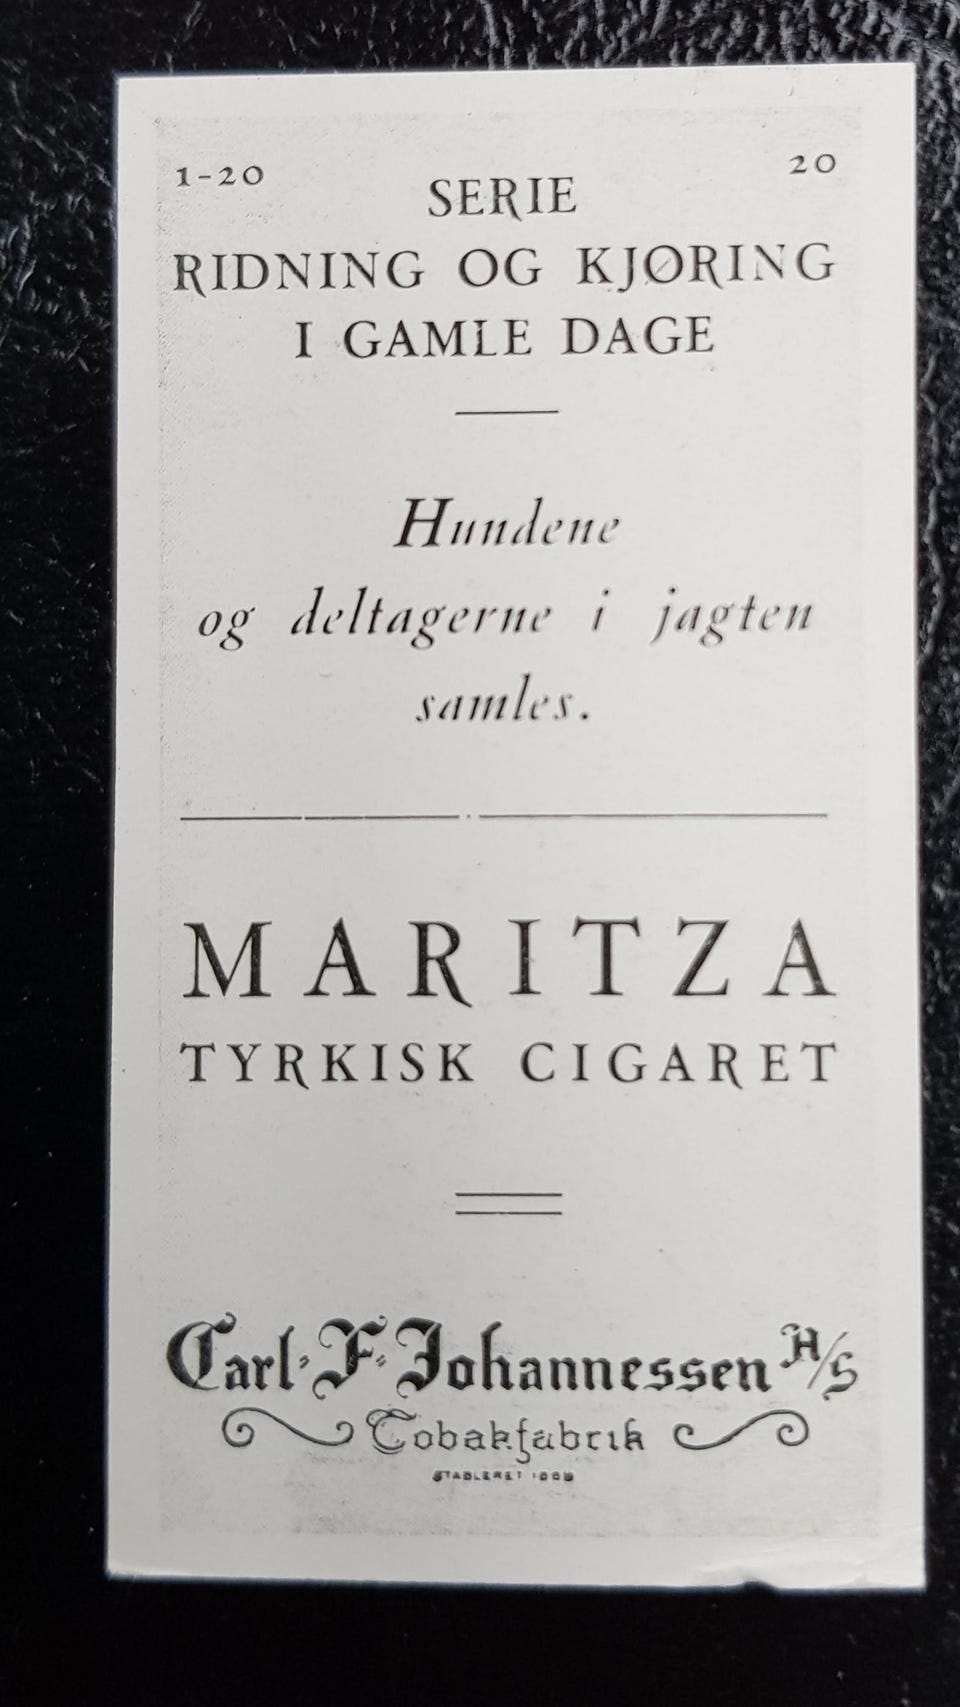 1-20
20
SERIE
RIDNING OG KJØRING
I GAMLE DAGE
Hundene
og deltagerne i jagten
samles.
MARITZA
TYRKISK CIGARET
Carl F. Johannessen A/S
Tobakfabrik